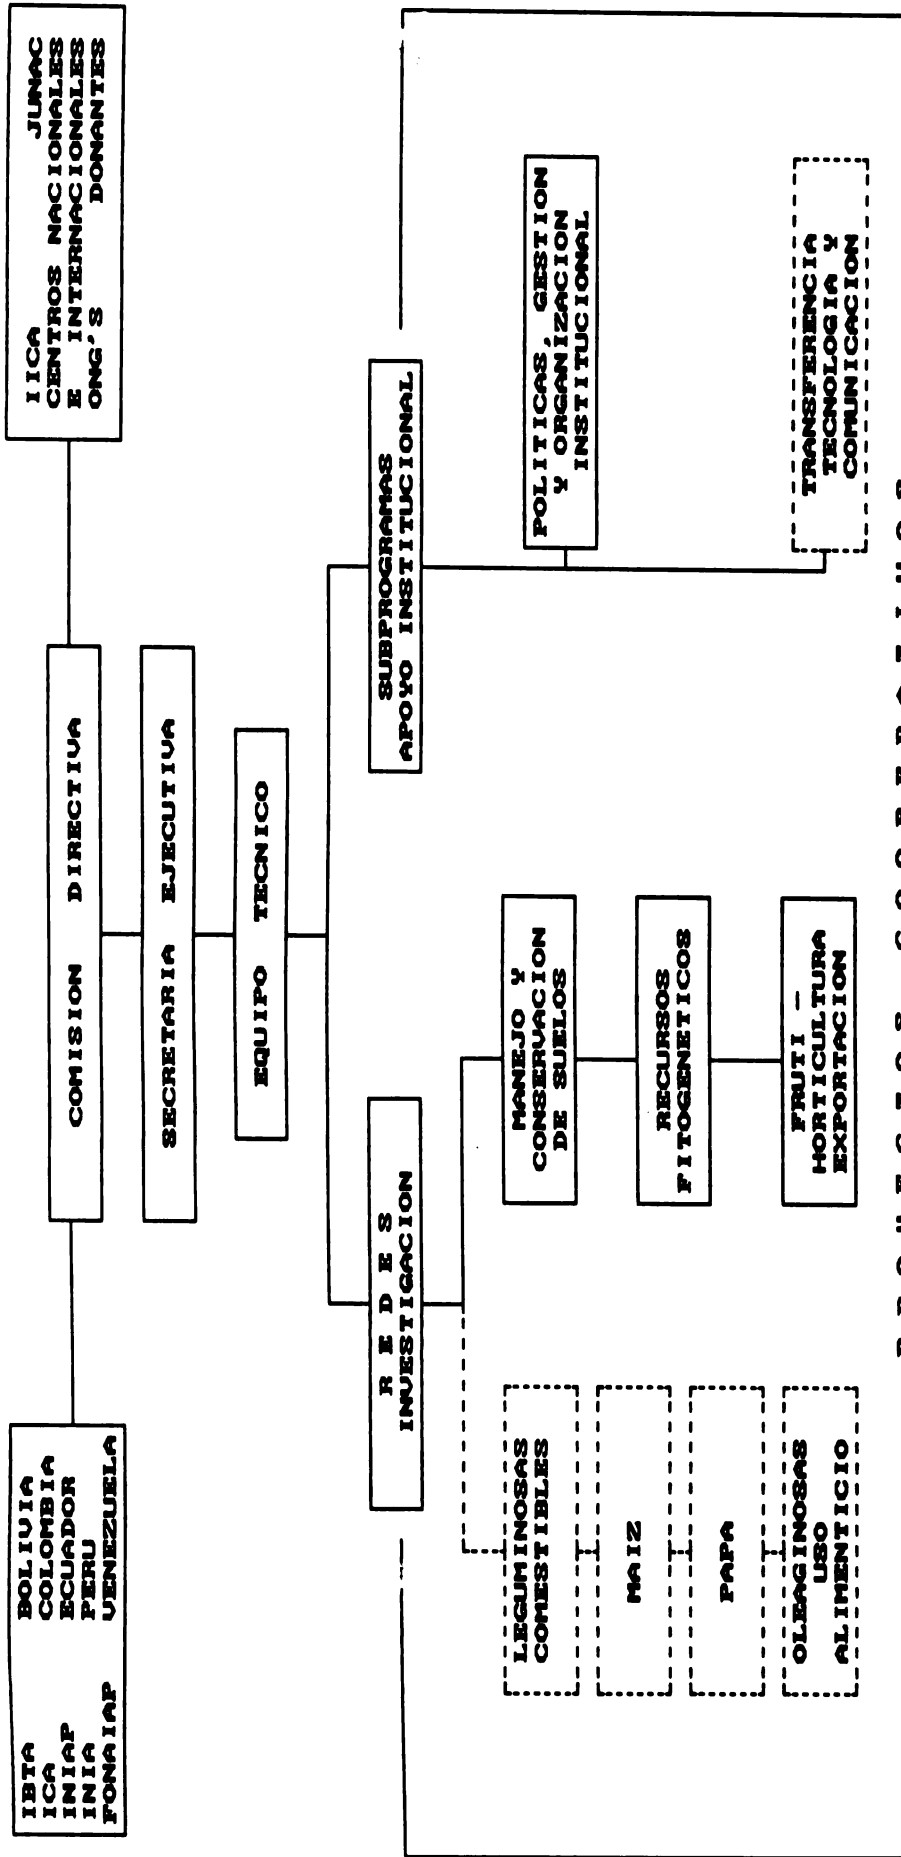 IBTA BOLIVIA
ICA COLOMBIA
INIAP ECUADOR
INIA PERU
FONAIAP VENEZUELA
COMISION DIRECTIVA
IICA JUNAC
CENTROS NACIONALES
E INTERNACIONALES
ONG'S DONANTES
SECRETARIA EJECUTIVA
EQUIPO TECNICO
R E D E S
INVESTIGACION
SUBPROGRAMAS
APOYO INSTITUCIONAL
LEGUMINOSAS
COMESTIBLES
MAIZ
PAPA
OLEAGINOSAS
USO
ALIMENTICIO
MANEJO Y
CONSERVACION
DE SUELOS
RECURSOS
FITOGENETICOS
FRUTI –
HORTICULTURA
EXPORTACION
POLITICAS, GESTION
Y ORGANIZACION
INSTITUCIONAL
TRANSFERENCIA
TECNOLOGIA Y
COMUNICACION
P R O Y E C T O S C O O P E R A T I V O S